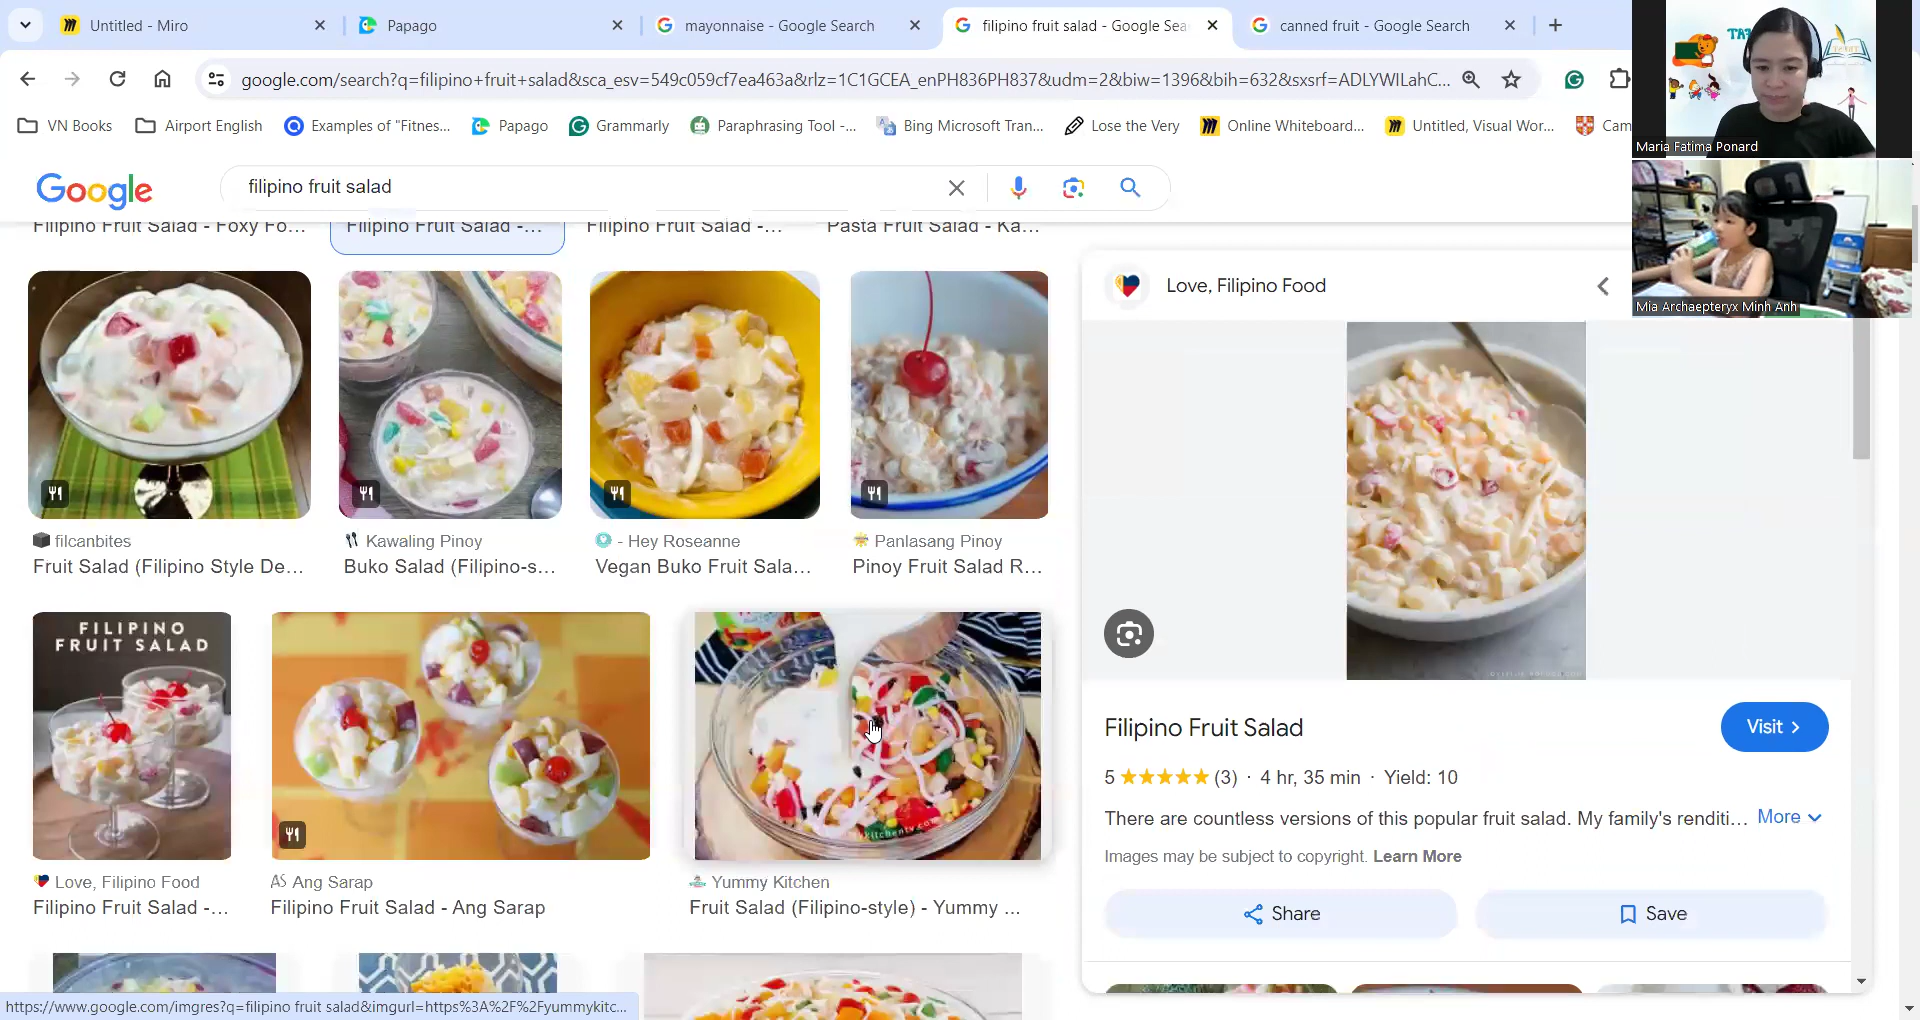 Untitled - Miro
Papago
mayonnaise - Google Search
filipino fruit salad - Google Sea
canned fruit - Google Search
google.com/search?q=filipino+fruit+salad&sca_esv=549c059cf7ea463a&rlz=1C1GCEA_enPH836PH837&udm=2&biw=1396&bih=632&sxsrf=ADLYWILahC...
VN Books
Airport English
Examples of "Fitnes...
Papago
Grammarly
Paraphrasing Tool -...
Bing Microsoft Tran...
Lose the Very
Online Whiteboard...
Untitled, Visual Wor...
Cam
Maria Fatima Ponard
Mia Archaepteryx Minh Anh
Google
filipino fruit salad
Filipino Fruit Salad - Foxy Fo...
Filipino Fruit Salad -...
Filipino Fruit Salad -...
Pasta Fruit Salad - Ka...
filcanbites
Fruit Salad (Filipino Style De...
Kawaling Pinoy
Buko Salad (Filipino-s...
- Hey Roseanne
Vegan Buko Fruit Sala...
Panlasang Pinoy
Pinoy Fruit Salad R...
FILIPINO
FRUIT SALAD
Love, Filipino Food
Filipino Fruit Salad -...
AS Ang Sarap
Filipino Fruit Salad - Ang Sarap
Yummy Kitchen
Fruit Salad (Filipino-style) - Yummy ...
Love, Filipino Food
Filipino Fruit Salad
Visit
5 ★★★★★ (3) · 4 hr, 35 min · Yield: 10
There are countless versions of this popular fruit salad. My family's renditi... More
Images may be subject to copyright. Learn More
Share
Save
https://www.google.com/imgres?q=filipino fruit salad&imgurl=https%3A%2F%2Fyummykitc...